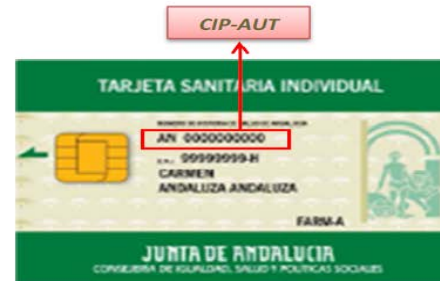 CIP-AUT
TARJETA SANITARIA INDIVIDUAL
AN 0000000000
99999999-H
CARMEN
ANDALUZA ANDALUZA
FARM-A
JUNTA DE ANDALUCIA
CONSEJERIA DE IGUALDAD, SALUD Y POLITICAS SOCIALES